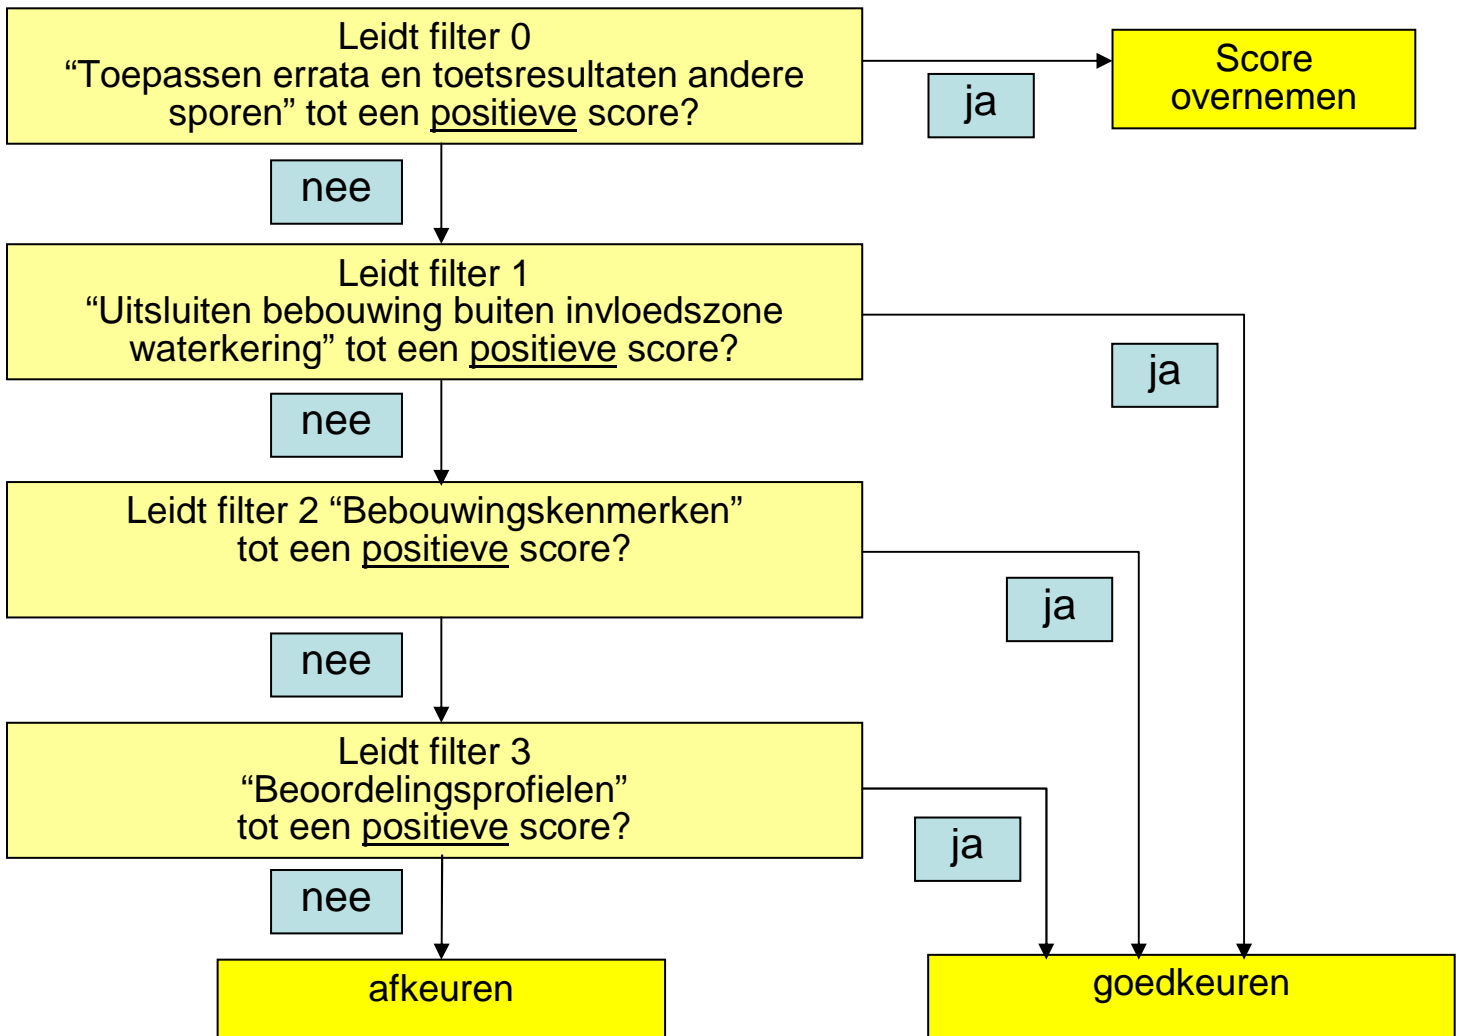 Leidt filter 0
“Toepassen errata en toetsresultaten andere
sporen” tot een positieve score?
ja
Score
overnemen
nee
Leidt filter 1
“Uitsluiten bebouwing buiten invloedszone
waterkering” tot een positieve score?
ja
nee
Leidt filter 2 “Bebouwingskenmerken”
tot een positieve score?
ja
nee
Leidt filter 3
“Beoordelingsprofielen”
tot een positieve score?
ja
nee
afkeuren
goedkeuren